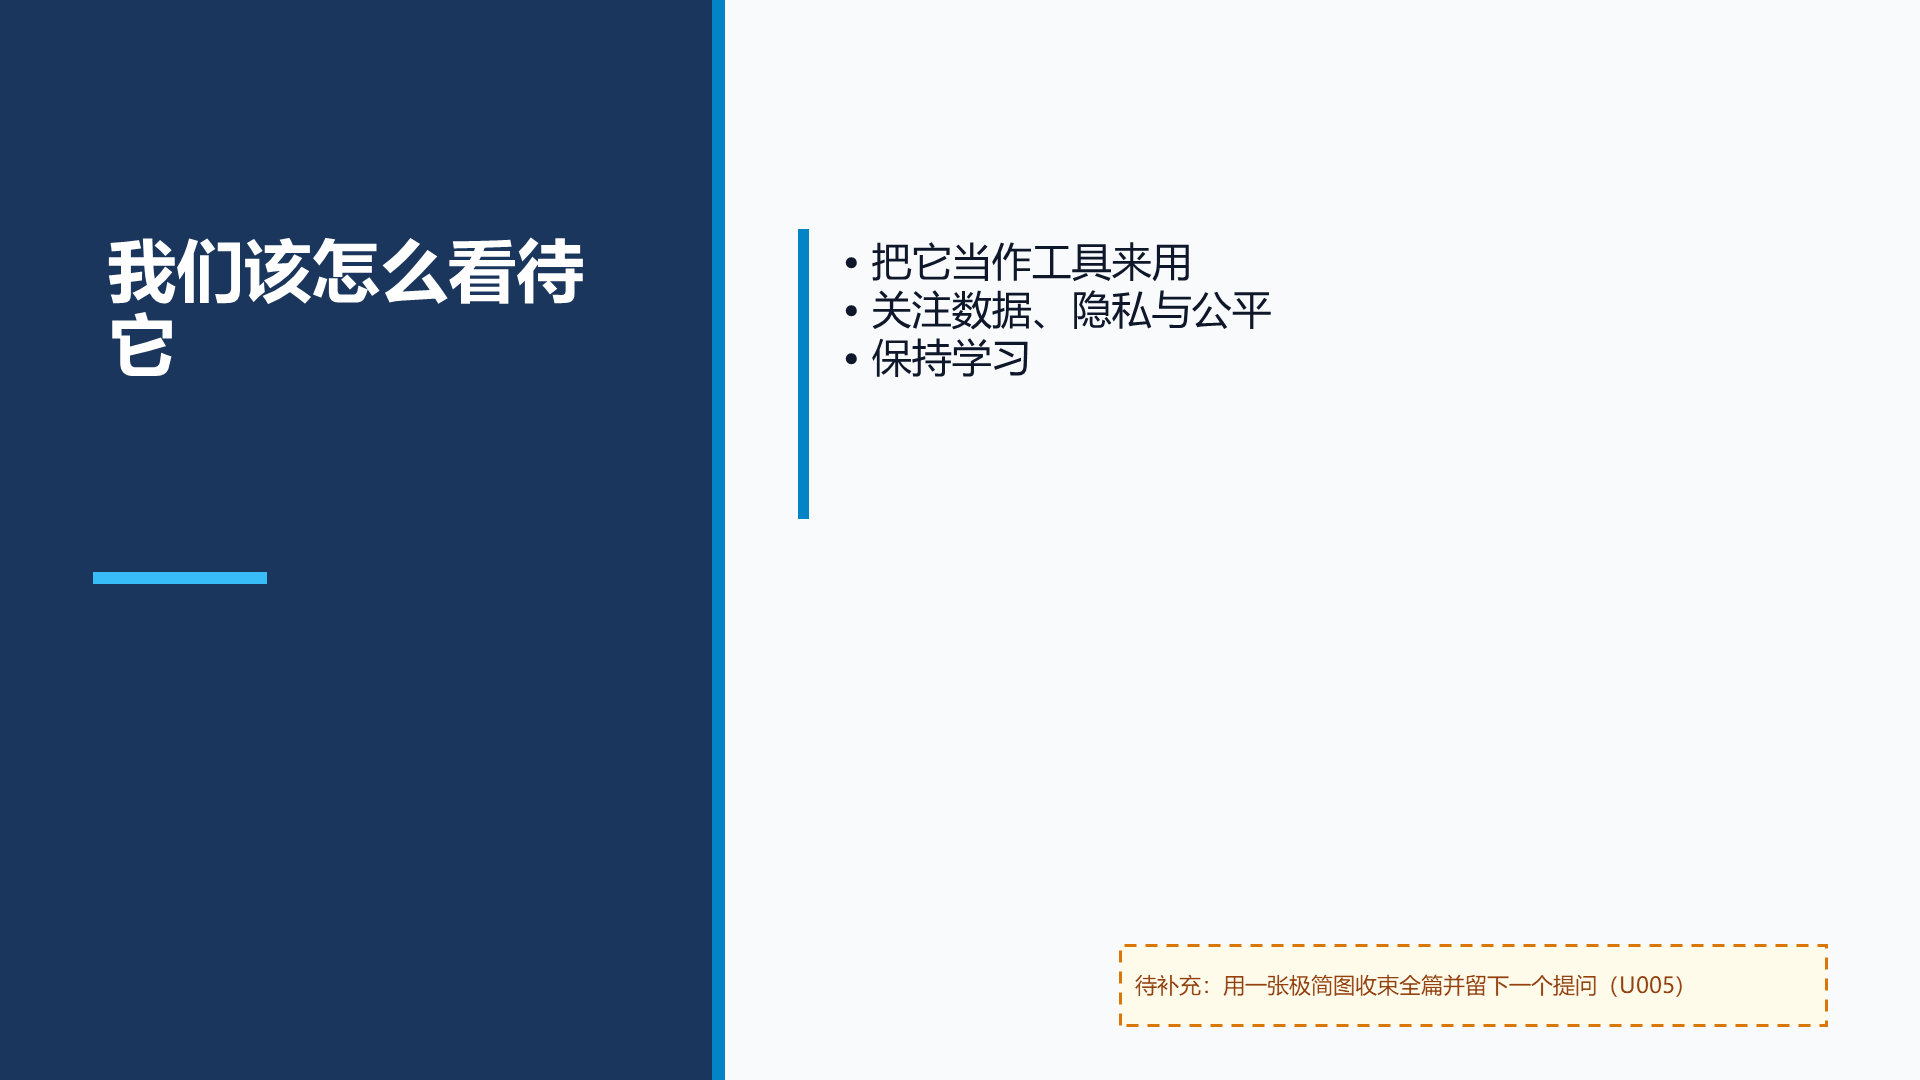 我们该怎么看待
它
• 把它当作工具来用
• 关注数据、隐私与公平
• 保持学习
待补充：用一张极简图收束全篇并留下一个提问（U005）